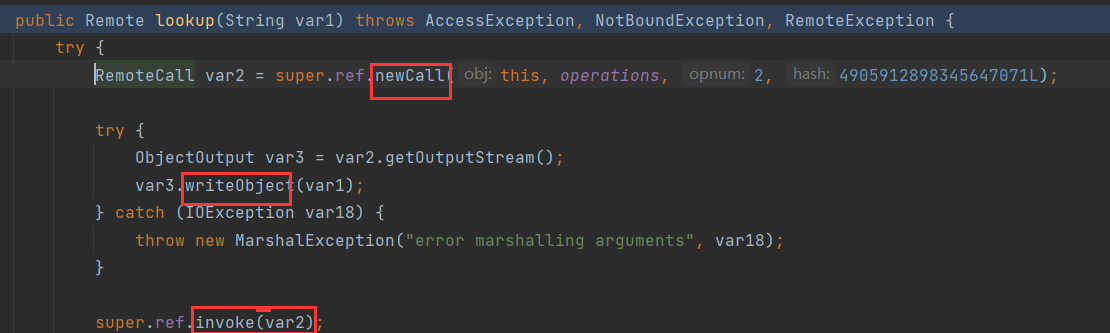 public Remote lookup(String var1) throws AccessException, NotBoundException, RemoteException {
try {
RemoteCall var2 = super.ref.newCall( obj: this, operations, opnum: 2, hash: 4905912898345647071L);
try {
ObjectOutput var3 = var2.getOutputStream();
var3.writeObject(var1);
} catch (IOException var18) {
throw new MarshalException("error marshalling arguments", var18);
}
super.ref.invoke(var2);